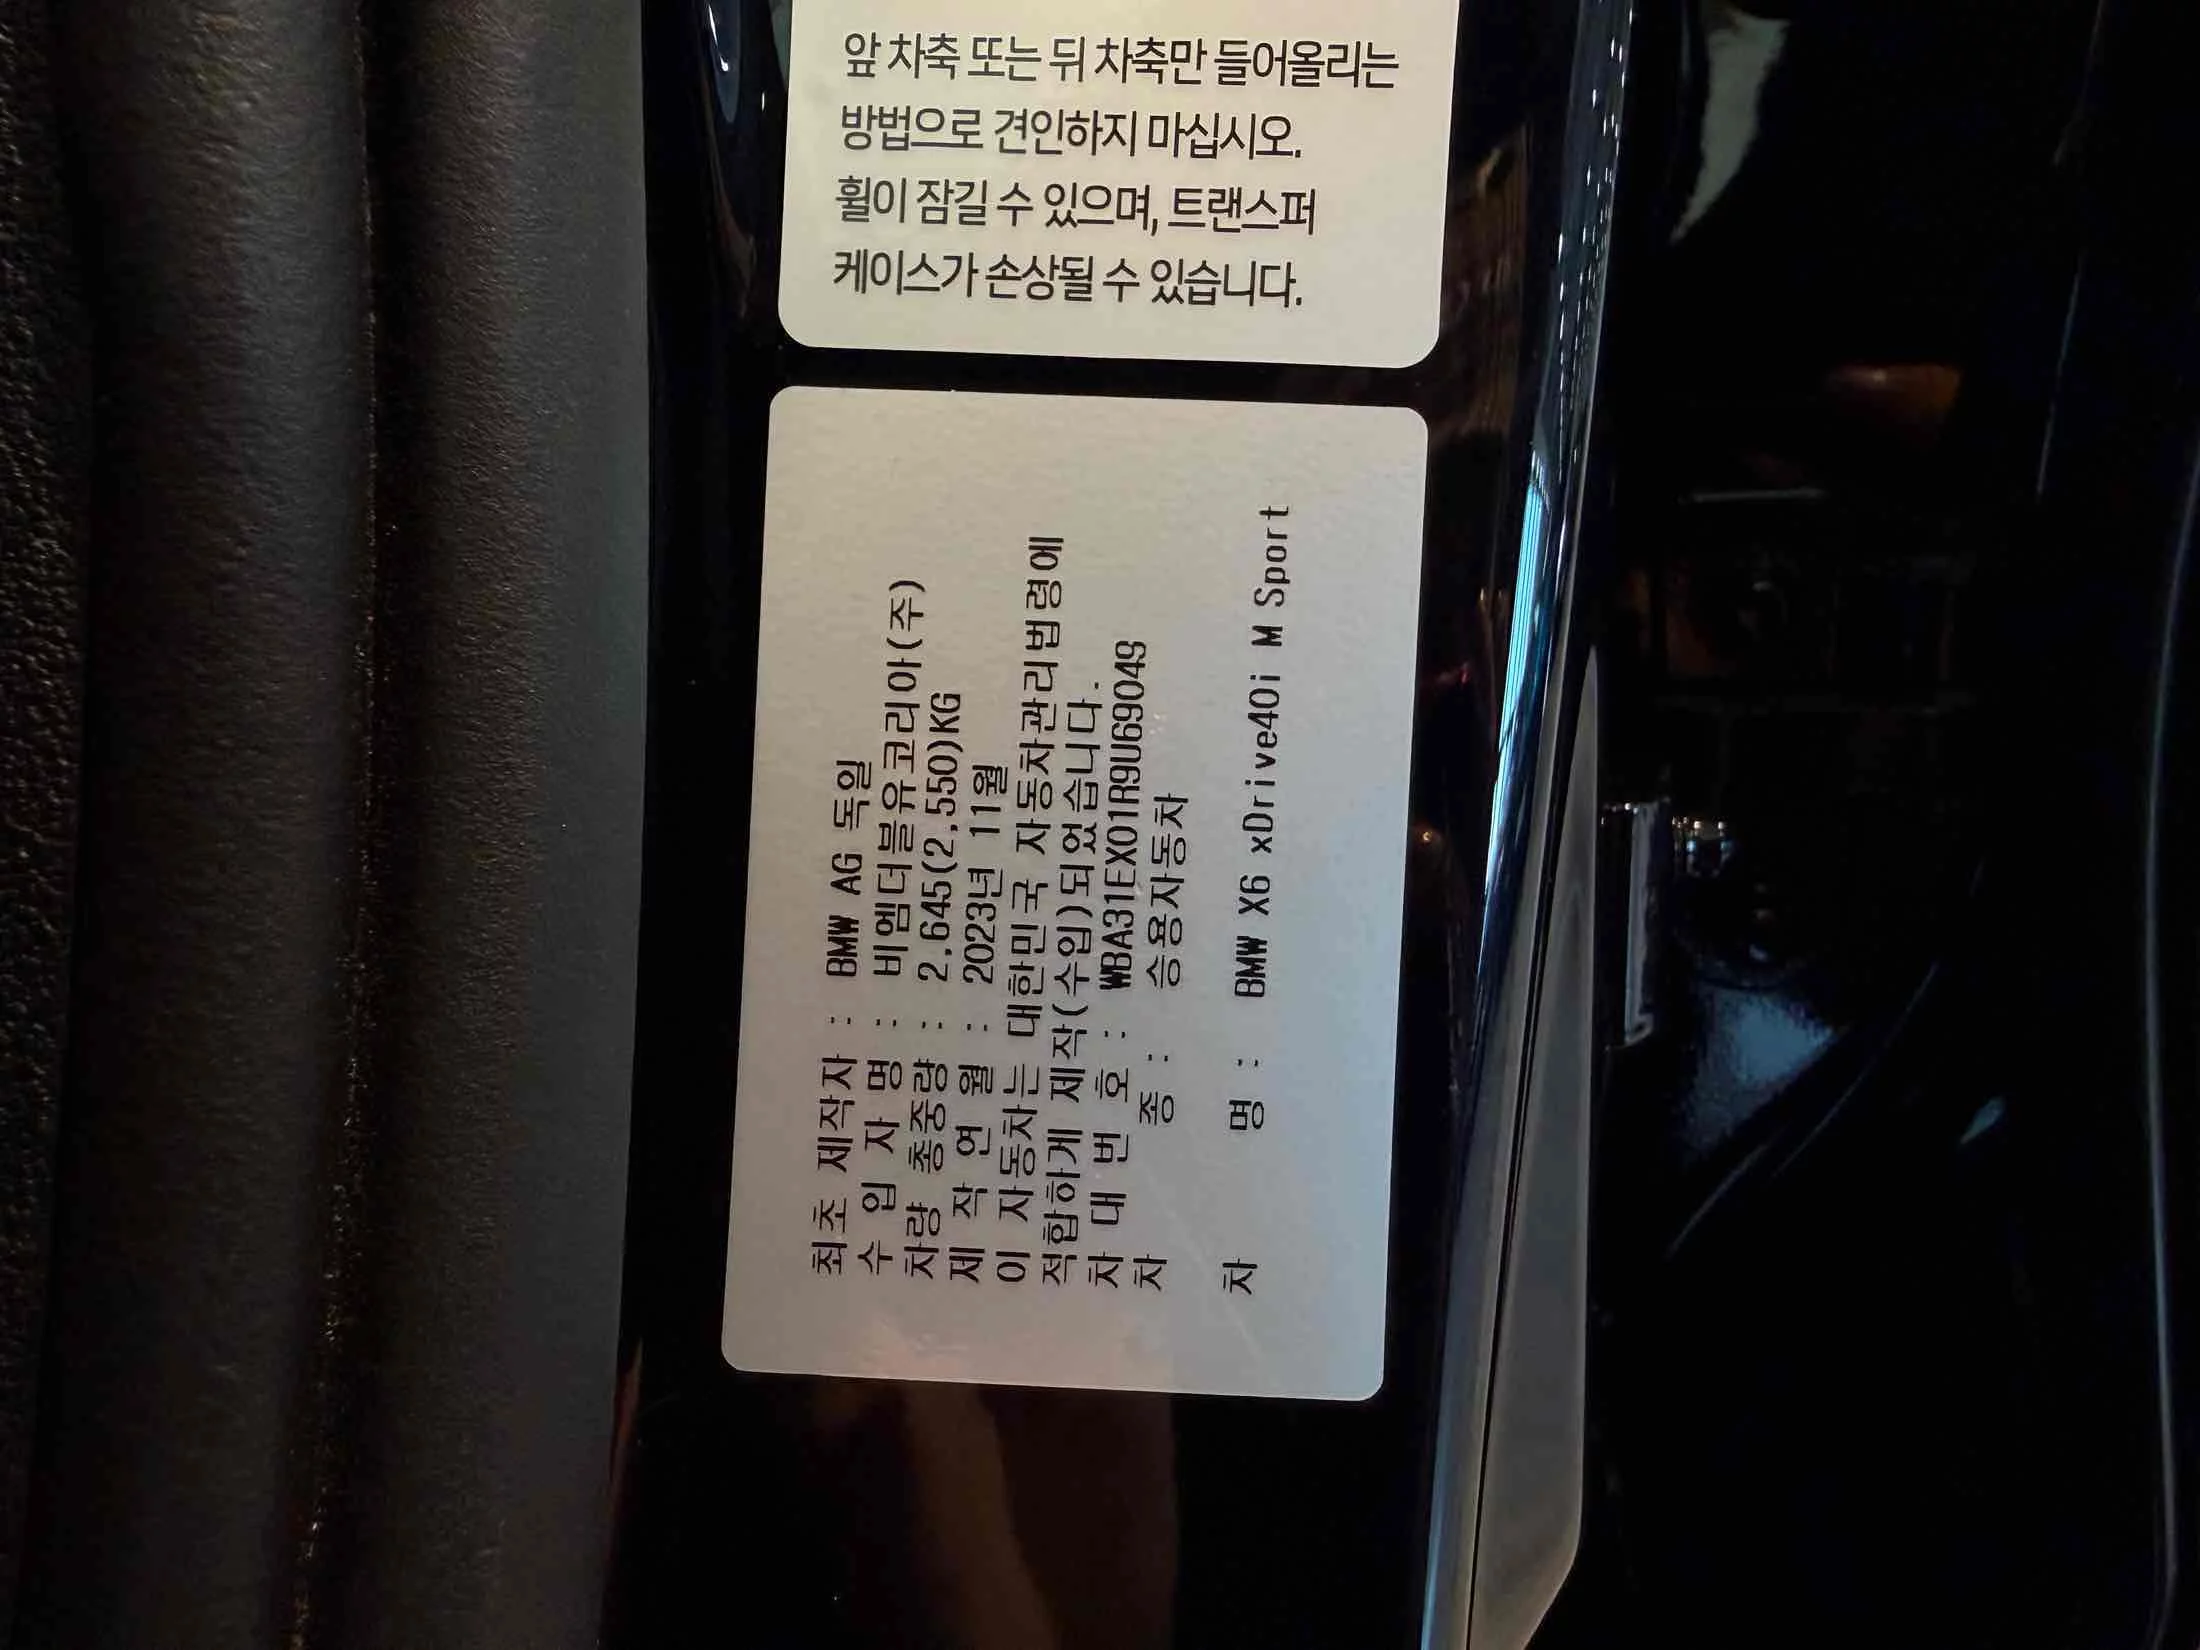 앞 차축 또는 뒤 차축만 들어올리는
방법으로 견인하지 마십시오.
휠이 잠길 수 있으며, 트랜스퍼
케이스가 손상될 수 있습니다.
최초 제작자 : BMW AG 독일
수 입 자 명 : 비엠더블유코리아(주)
차량 총중량 : 2,645(2,550)KG
제 작 연 월 : 2023년 11월
이 자동차는 대한민국 자동차관리법령에
적합하게 제작(수입)되었습니다.
차 대 번 호 : WBA31EX01R9U69049
차 종 : 승용자동차
차 명 : BMW X6 xDrive40i M Sport